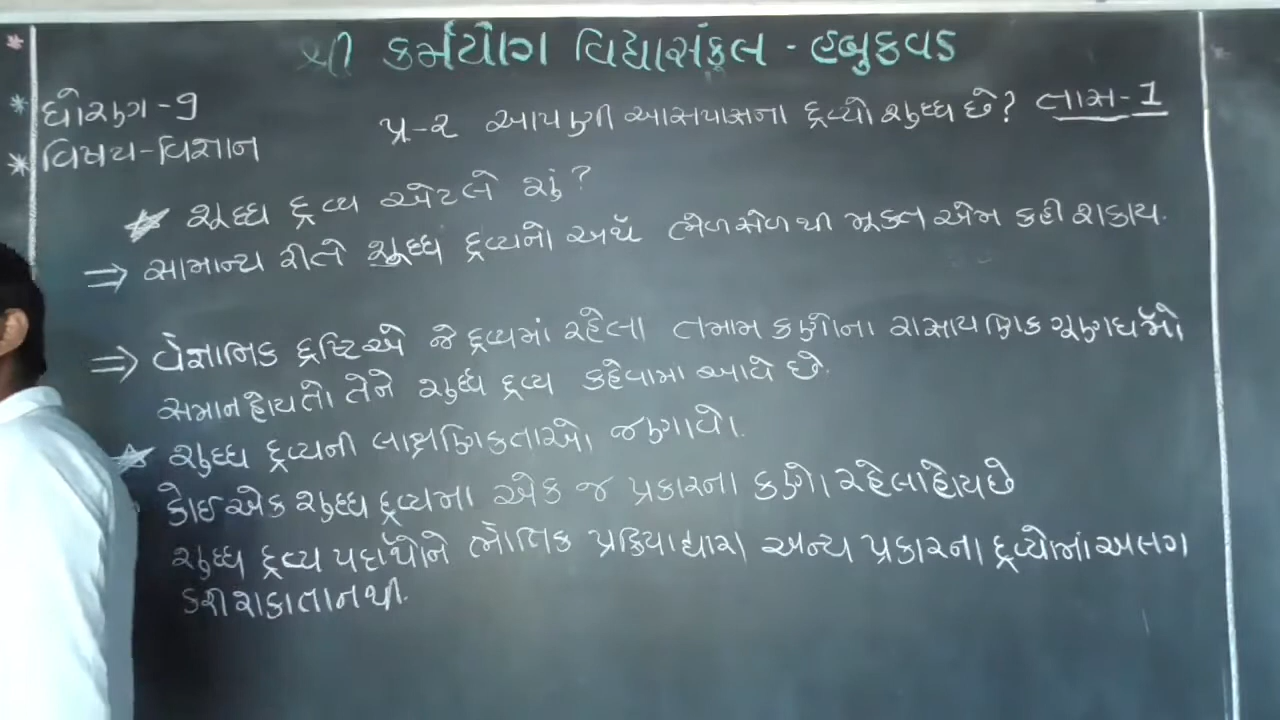 શ્રી કર્મયોગ વિદ્યાસંકુલ - હબુકવડ
* ધોરણ - 9
પ્ર-૨ આપણી આસપાસના દ્રવ્યો શુધ્ધ છે? તાસ-1
* વિષય-વિજ્ઞાન
★ શુધ્ધ દ્રવ્ય એટલે શું?
⇒ સામાન્ય રીતે શુધ્ધ દ્રવ્યનો અર્થ ભેળસેળથી મૂકત એમ કહી શકાય.
⇒ વૈજ્ઞાનિક દ્રષ્ટિએ જે દ્રવ્યમાં રહેલા તમામ કણોના રાસાયણિક ગુણધર્મો
સમાન હોય તો તેને શુધ્ધ દ્રવ્ય કહેવામા આવે છે.
★ શુધ્ધ દ્રવ્યની લાક્ષણિકતાઓ જણાવો.
કોઈ એક શુધ્ધ દ્રવ્યમા એક જ પ્રકારના કણો રહેલા હોય છે
શુધ્ધ દ્રવ્ય પદાર્થોને ભૌતિક પ્રક્રિયા દ્વારા અન્ય પ્રકારના દ્રવ્યોમાં અલગ
કરી શકાતા નથી.